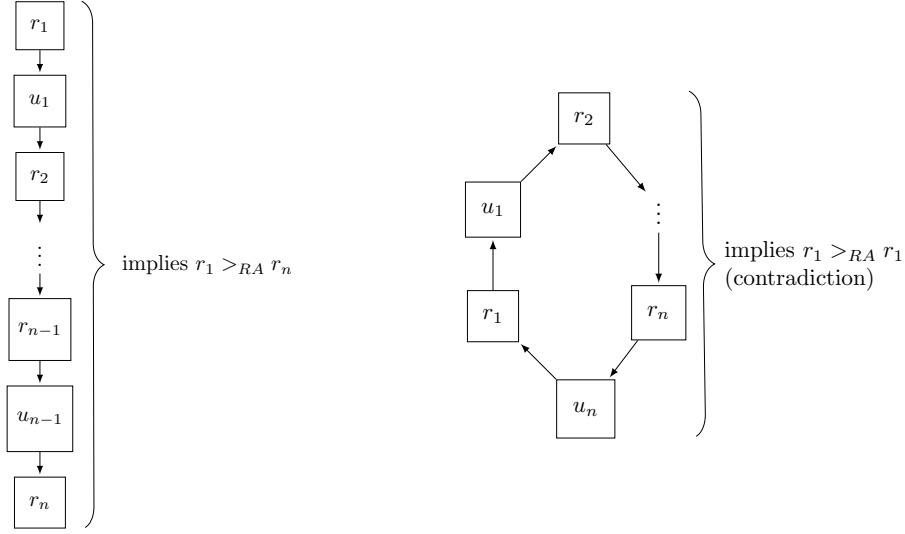 r₁
u₁
r₂
⋮
rₙ₋₁
uₙ₋₁
rₙ
implies r₁ >_{RA} rₙ
r₂
u₁
⋮
r₁
rₙ
uₙ
implies r₁ >_{RA} r₁
(contradiction)